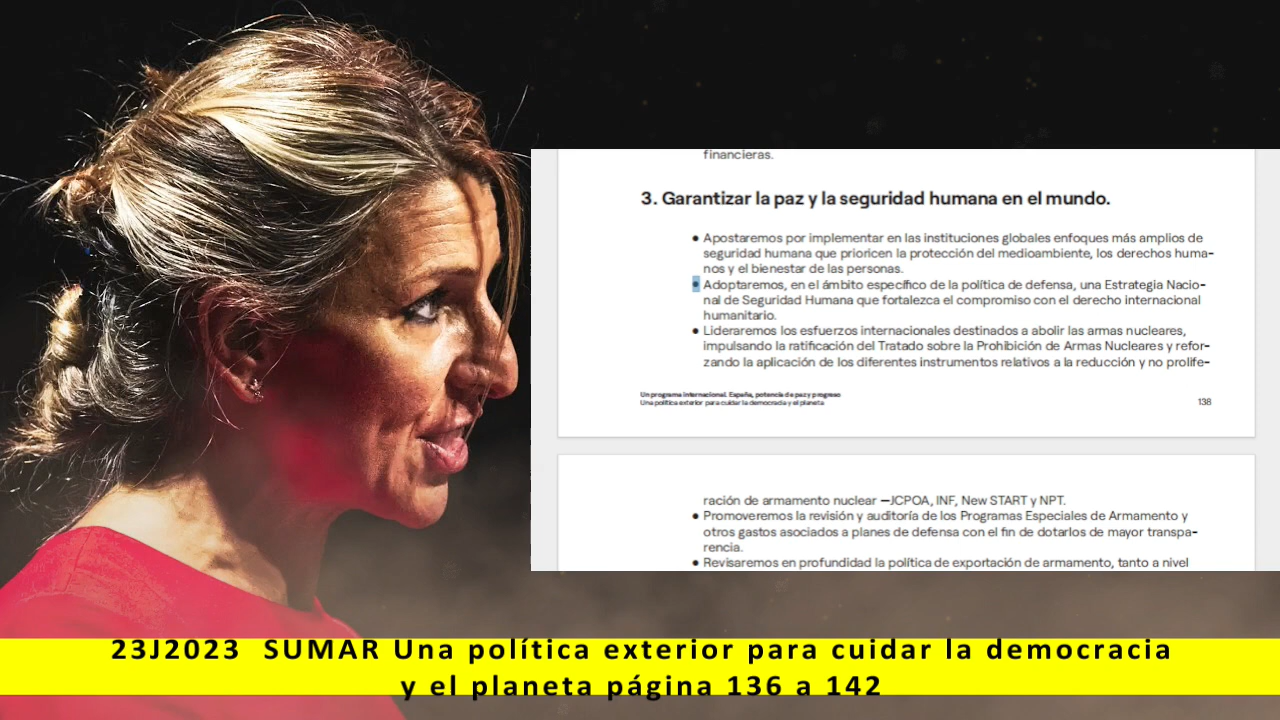 financieras.
3. Garantizar la paz y la seguridad humana en el mundo.
● Apostaremos por implementar en las instituciones globales enfoques más amplios de
seguridad humana que prioricen la protección del medioambiente, los derechos huma-
nos y el bienestar de las personas.
● Adoptaremos, en el ámbito específico de la política de defensa, una Estrategia Nacio-
nal de Seguridad Humana que fortalezca el compromiso con el derecho internacional
humanitario.
● Lideraremos los esfuerzos internacionales destinados a abolir las armas nucleares,
impulsando la ratificación del Tratado sobre la Prohibición de Armas Nucleares y refor-
zando la aplicación de los diferentes instrumentos relativos a la reducción y no prolife-
Un programa internacional. España, potencia de paz y progreso
Una política exterior para cuidar la democracia y el planeta
138
ración de armamento nuclear —JCPOA, INF, New START y NPT.
● Promoveremos la revisión y auditoría de los Programas Especiales de Armamento y
otros gastos asociados a planes de defensa con el fin de dotarlos de mayor transpa-
rencia.
● Revisaremos en profundidad la política de exportación de armamento, tanto a nivel
23J2023 SUMAR Una política exterior para cuidar la democracia
y el planeta página 136 a 142